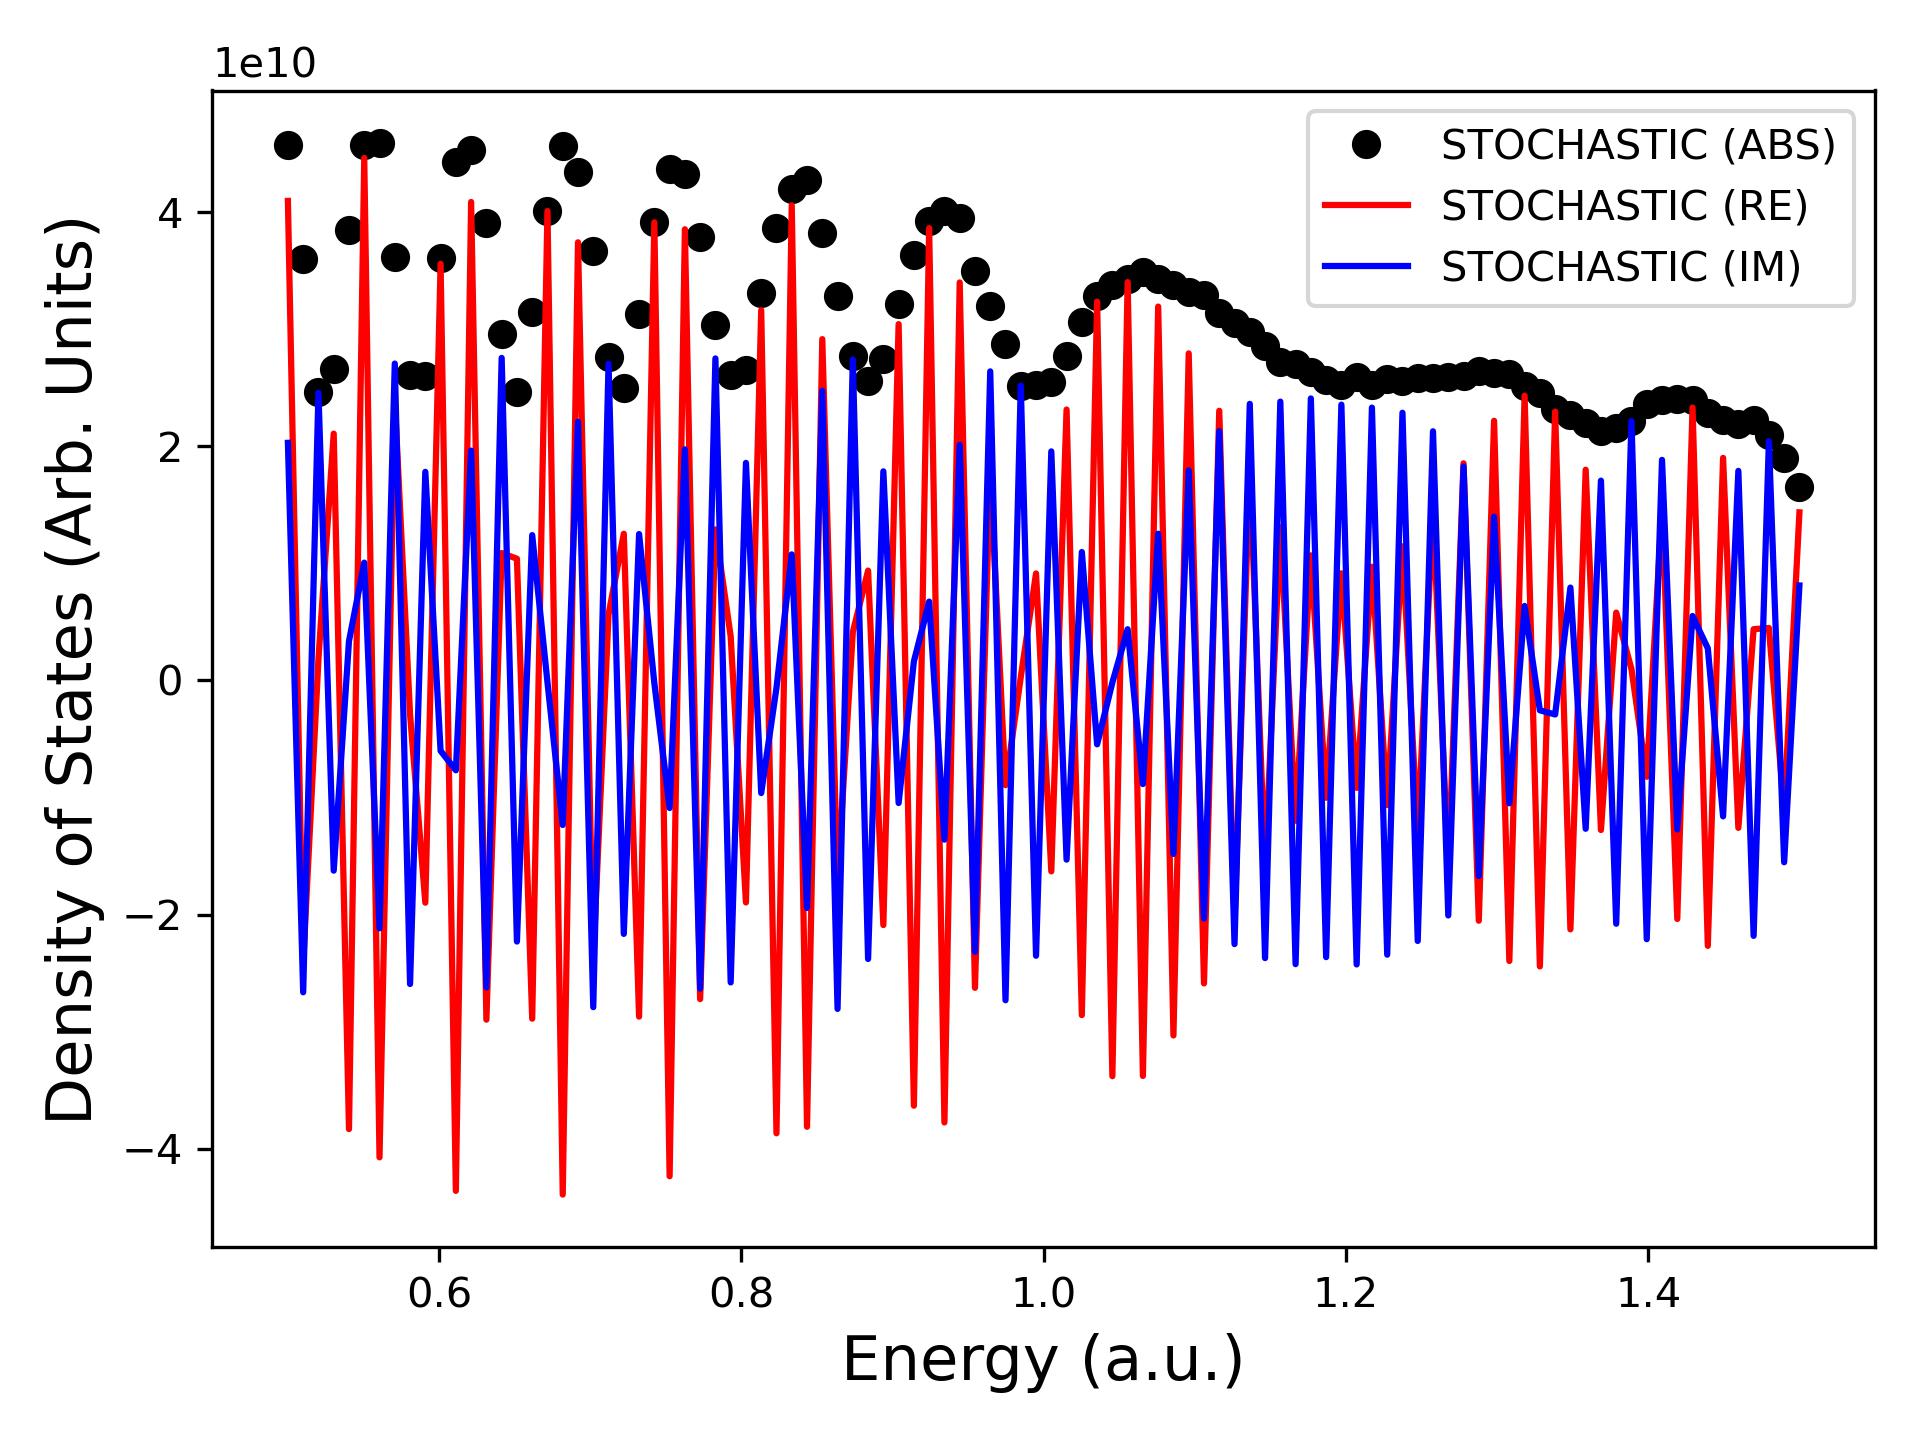 1e10
STOCHASTIC (ABS)
STOCHASTIC (RE)
STOCHASTIC (IM)
Density of States (Arb. Units)
4
2
0
−2
−4
0.6
0.8
1.0
1.2
1.4
Energy (a.u.)